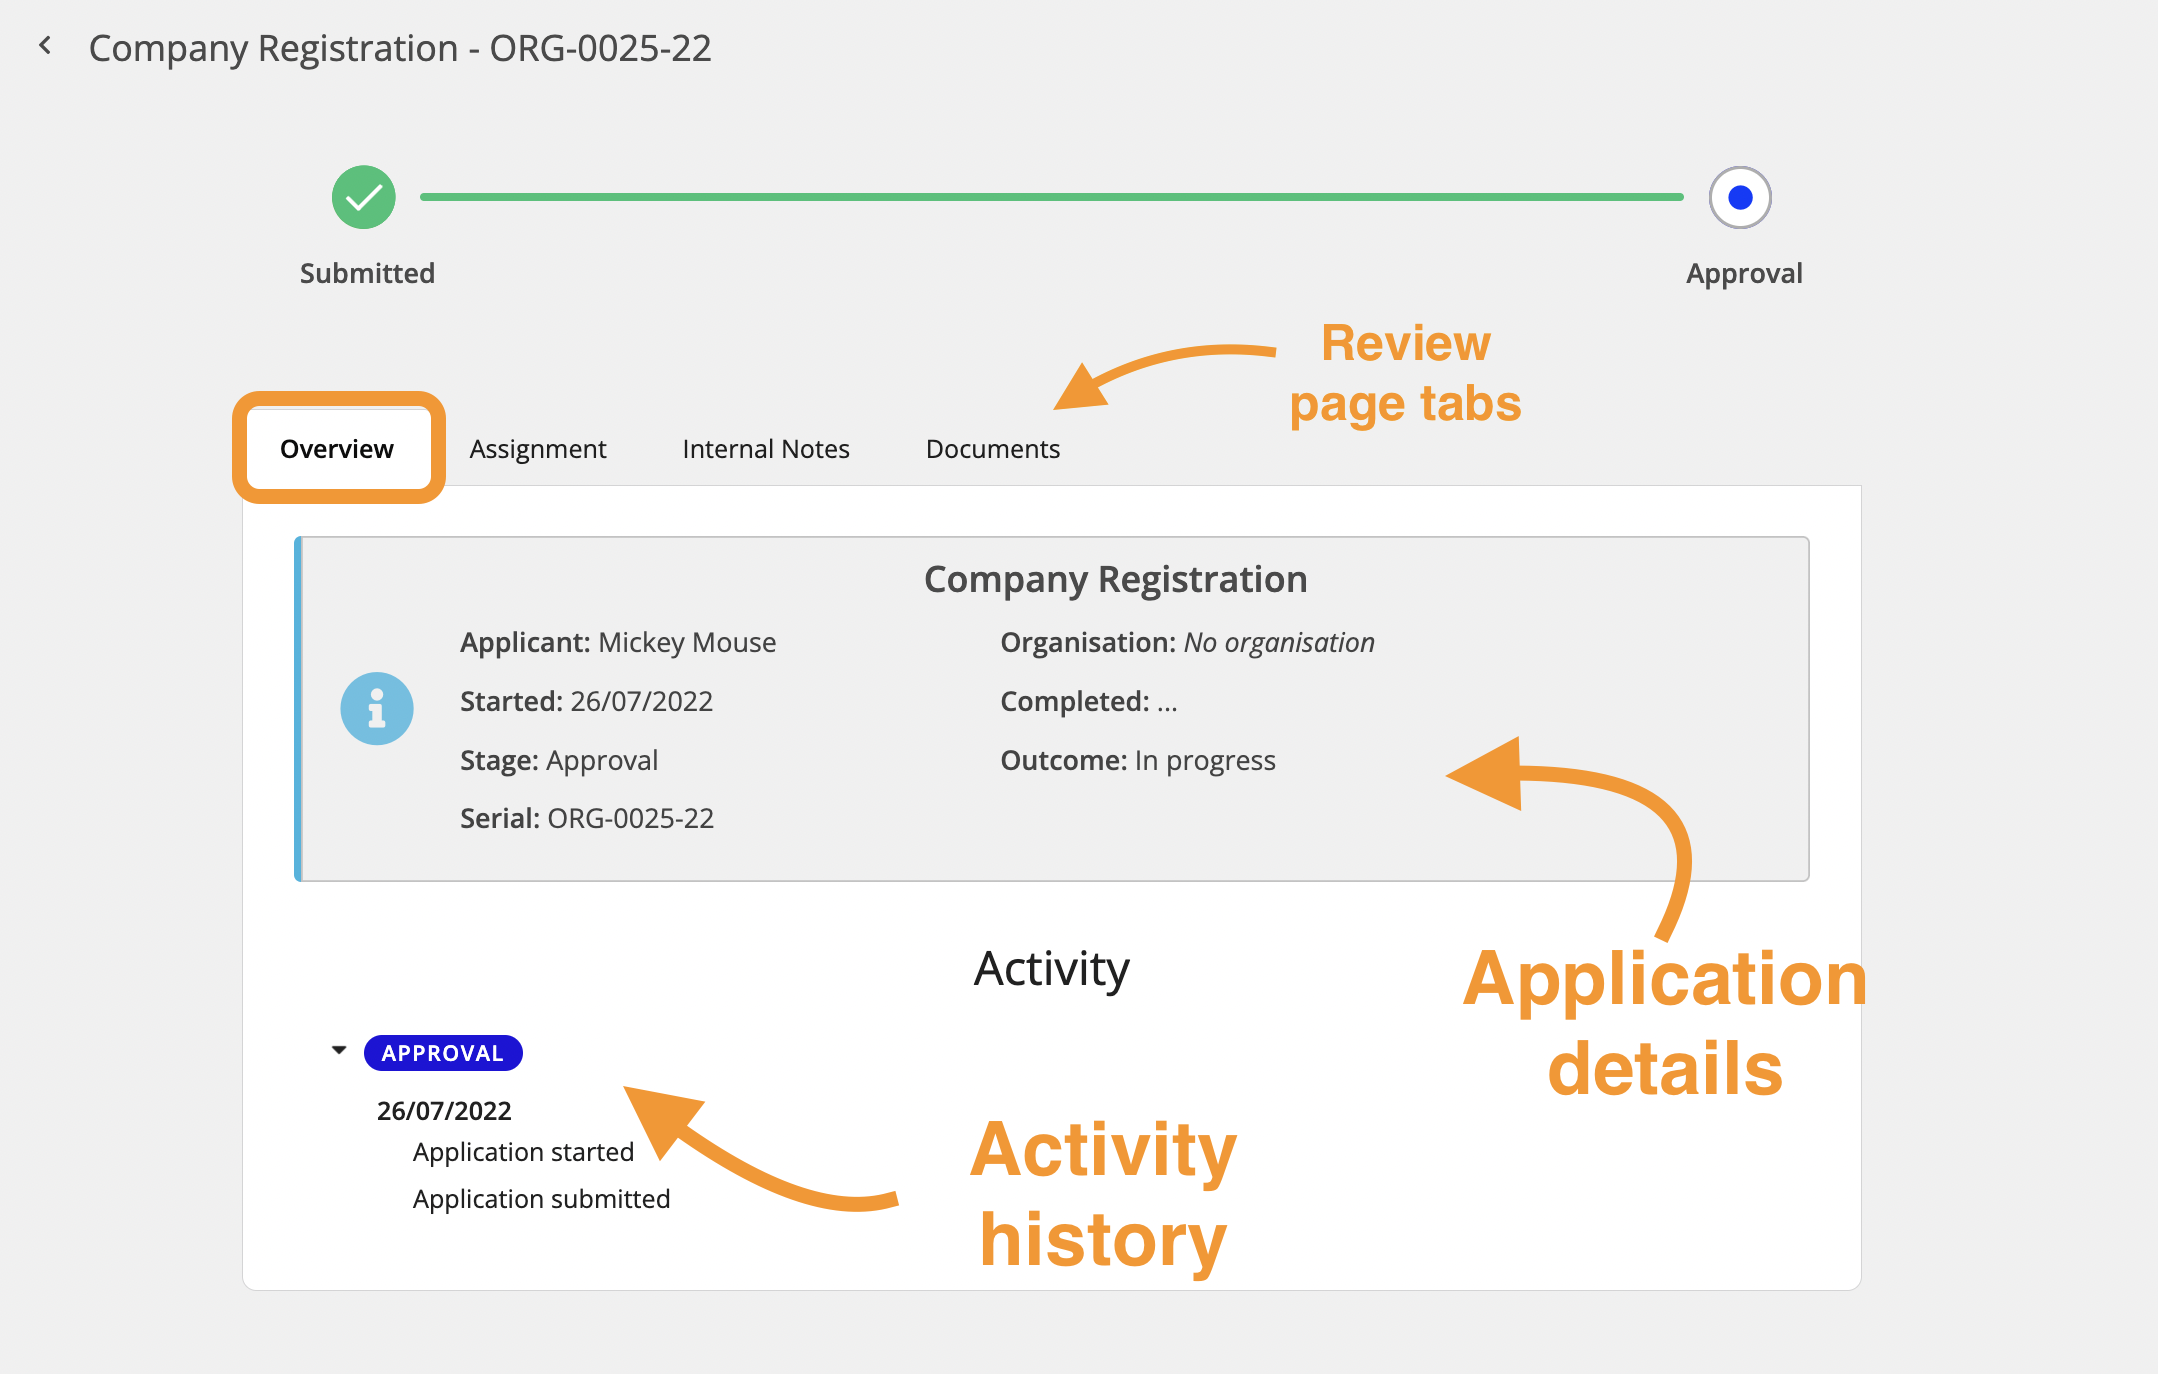 Company Registration - ORG-0025-22
Submitted
Approval
Review
page tabs
Overview
Assignment
Internal Notes
Documents
Company Registration
Applicant: Mickey Mouse
Organisation: No organisation
Started: 26/07/2022
Completed: ...
Stage: Approval
Outcome: In progress
Serial: ORG-0025-22
Application
details
Activity
APPROVAL
26/07/2022
Application started
Application submitted
Activity
history